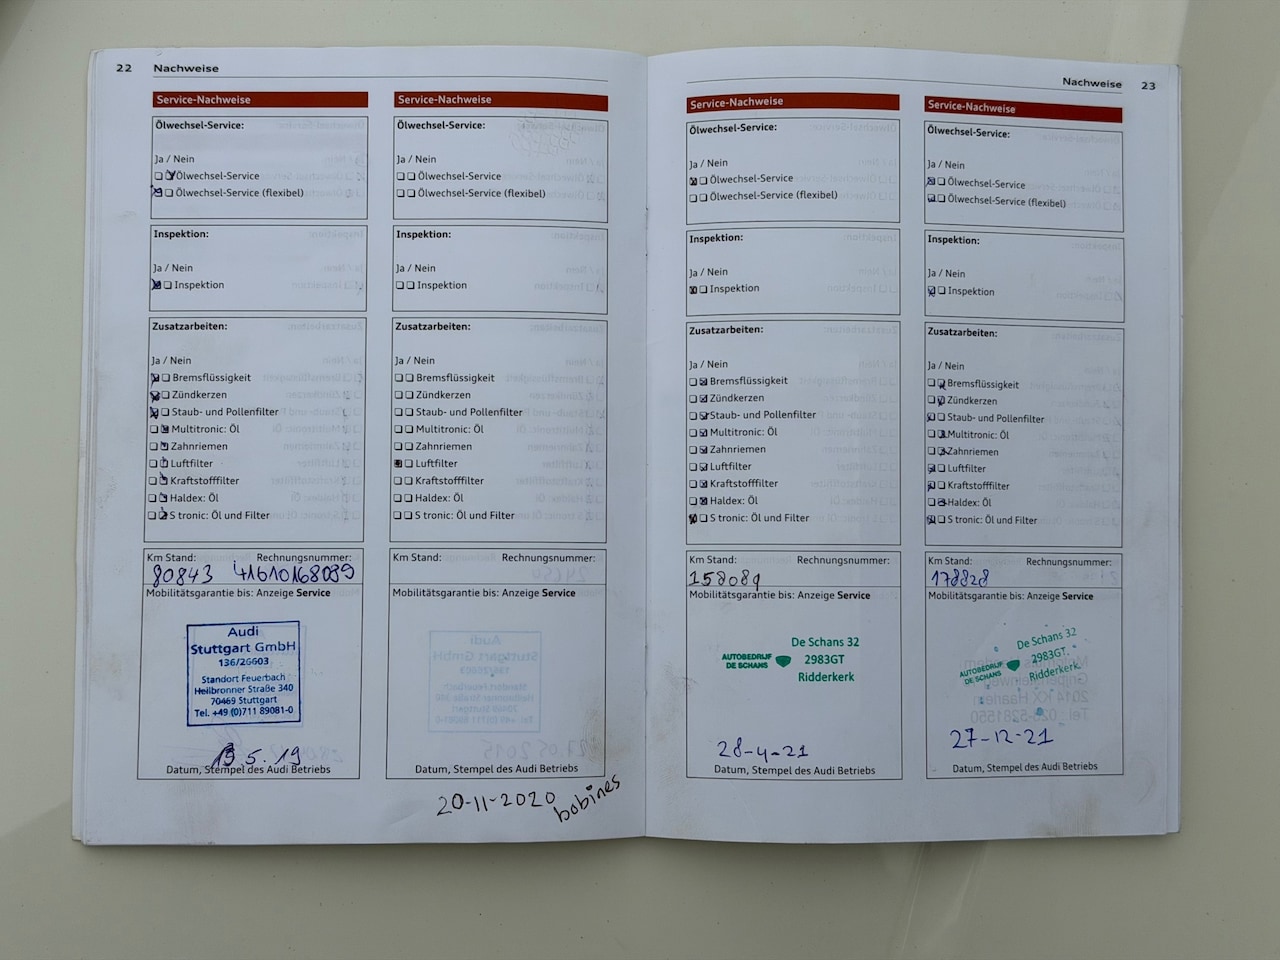 22 Nachweise
Service-Nachweise
Ölwechsel-Service:
Ja / Nein
Ölwechsel-Service
Ölwechsel-Service (flexibel)
Inspektion:
Ja / Nein
Inspektion
Zusatzarbeiten:
Ja / Nein
Bremsflüssigkeit
Zündkerzen
Staub- und Pollenfilter
Multitronic: Öl
Zahnriemen
Luftfilter
Kraftstofffilter
Haldex: Öl
S tronic: Öl und Filter
Km Stand: Rechnungsnummer:
80843 41610168099
Mobilitätsgarantie bis: Anzeige Service
Audi
Stuttgart GmbH
136/26603
Standort Feuerbach
Heilbronner Straße 340
70469 Stuttgart
Tel. +49 (0)711 89081-0
13.5.19
Datum, Stempel des Audi Betriebs
Service-Nachweise
Ölwechsel-Service:
Ja / Nein
Ölwechsel-Service
Ölwechsel-Service (flexibel)
Inspektion:
Ja / Nein
Inspektion
Zusatzarbeiten:
Ja / Nein
Bremsflüssigkeit
Zündkerzen
Staub- und Pollenfilter
Multitronic: Öl
Zahnriemen
Luftfilter
Kraftstofffilter
Haldex: Öl
S tronic: Öl und Filter
Km Stand: Rechnungsnummer:
Mobilitätsgarantie bis: Anzeige Service
Datum, Stempel des Audi Betriebs
20-11-2020 bobines
Nachweise 23
Service-Nachweise
Ölwechsel-Service:
Ja / Nein
Ölwechsel-Service
Ölwechsel-Service (flexibel)
Inspektion:
Ja / Nein
Inspektion
Zusatzarbeiten:
Ja / Nein
Bremsflüssigkeit
Zündkerzen
Staub- und Pollenfilter
Multitronic: Öl
Zahnriemen
Luftfilter
Kraftstofffilter
Haldex: Öl
S tronic: Öl und Filter
Km Stand: Rechnungsnummer:
158089
Mobilitätsgarantie bis: Anzeige Service
De Schans 32
AUTOBEDRIJF 2983GT
DE SCHANS Ridderkerk
28-4-21
Datum, Stempel des Audi Betriebs
Service-Nachweise
Ölwechsel-Service:
Ja / Nein
Ölwechsel-Service
Ölwechsel-Service (flexibel)
Inspektion:
Ja / Nein
Inspektion
Zusatzarbeiten:
Ja / Nein
Bremsflüssigkeit
Zündkerzen
Staub- und Pollenfilter
Multitronic: Öl
Zahnriemen
Luftfilter
Kraftstofffilter
Haldex: Öl
S tronic: Öl und Filter
Km Stand: Rechnungsnummer:
178828
Mobilitätsgarantie bis: Anzeige Service
De Schans 32
AUTOBEDRIJF 2983GT
DE SCHANS Ridderkerk
27-12-21
Datum, Stempel des Audi Betriebs